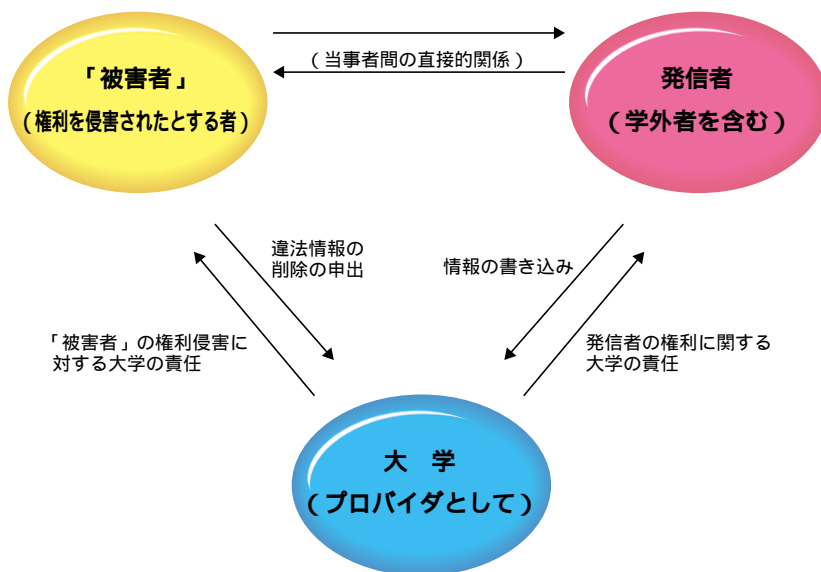 「被害者」
(権利を侵害されたとする者)
(当事者間の直接的関係)
発信者
(学外者を含む)
違法情報の
削除の申出
情報の書き込み
「被害者」の権利侵害に
対する大学の責任
発信者の権利に関する
大学の責任
大　学
(プロバイダとして)